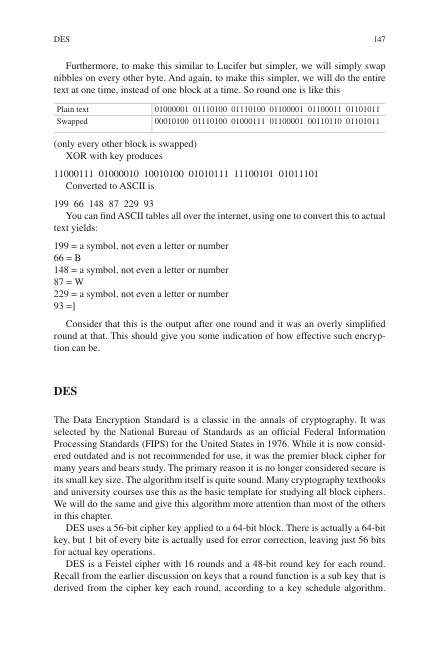 DES 147
Furthermore, to make this similar to Lucifer but simpler, we will simply swap
nibbles on every other byte. And again, to make this simpler, we will do the entire
text at one time, instead of one block at a time. So round one is like this
Plain text 01000001 01110100 01110100 01100001 01100011 01101011
Swapped 00010100 01110100 01000111 01100001 00110110 01101011
(only every other block is swapped)
XOR with key produces
11000111 01000010 10010100 01010111 11100101 01011101
Converted to ASCII is
199 66 148 87 229 93
You can find ASCII tables all over the internet, using one to convert this to actual
text yields:
199 = a symbol, not even a letter or number
66 = B
148 = a symbol, not even a letter or number
87 = W
229 = a symbol, not even a letter or number
93 =]
Consider that this is the output after one round and it was an overly simplified
round at that. This should give you some indication of how effective such encryp-
tion can be.
DES
The Data Encryption Standard is a classic in the annals of cryptography. It was
selected by the National Bureau of Standards as an official Federal Information
Processing Standards (FIPS) for the United States in 1976. While it is now consid-
ered outdated and is not recommended for use, it was the premier block cipher for
many years and bears study. The primary reason it is no longer considered secure is
its small key size. The algorithm itself is quite sound. Many cryptography textbooks
and university courses use this as the basic template for studying all block ciphers.
We will do the same and give this algorithm more attention than most of the others
in this chapter.
DES uses a 56-bit cipher key applied to a 64-bit block. There is actually a 64-bit
key, but 1 bit of every bite is actually used for error correction, leaving just 56 bits
for actual key operations.
DES is a Feistel cipher with 16 rounds and a 48-bit round key for each round.
Recall from the earlier discussion on keys that a round function is a sub key that is
derived from the cipher key each round, according to a key schedule algorithm.